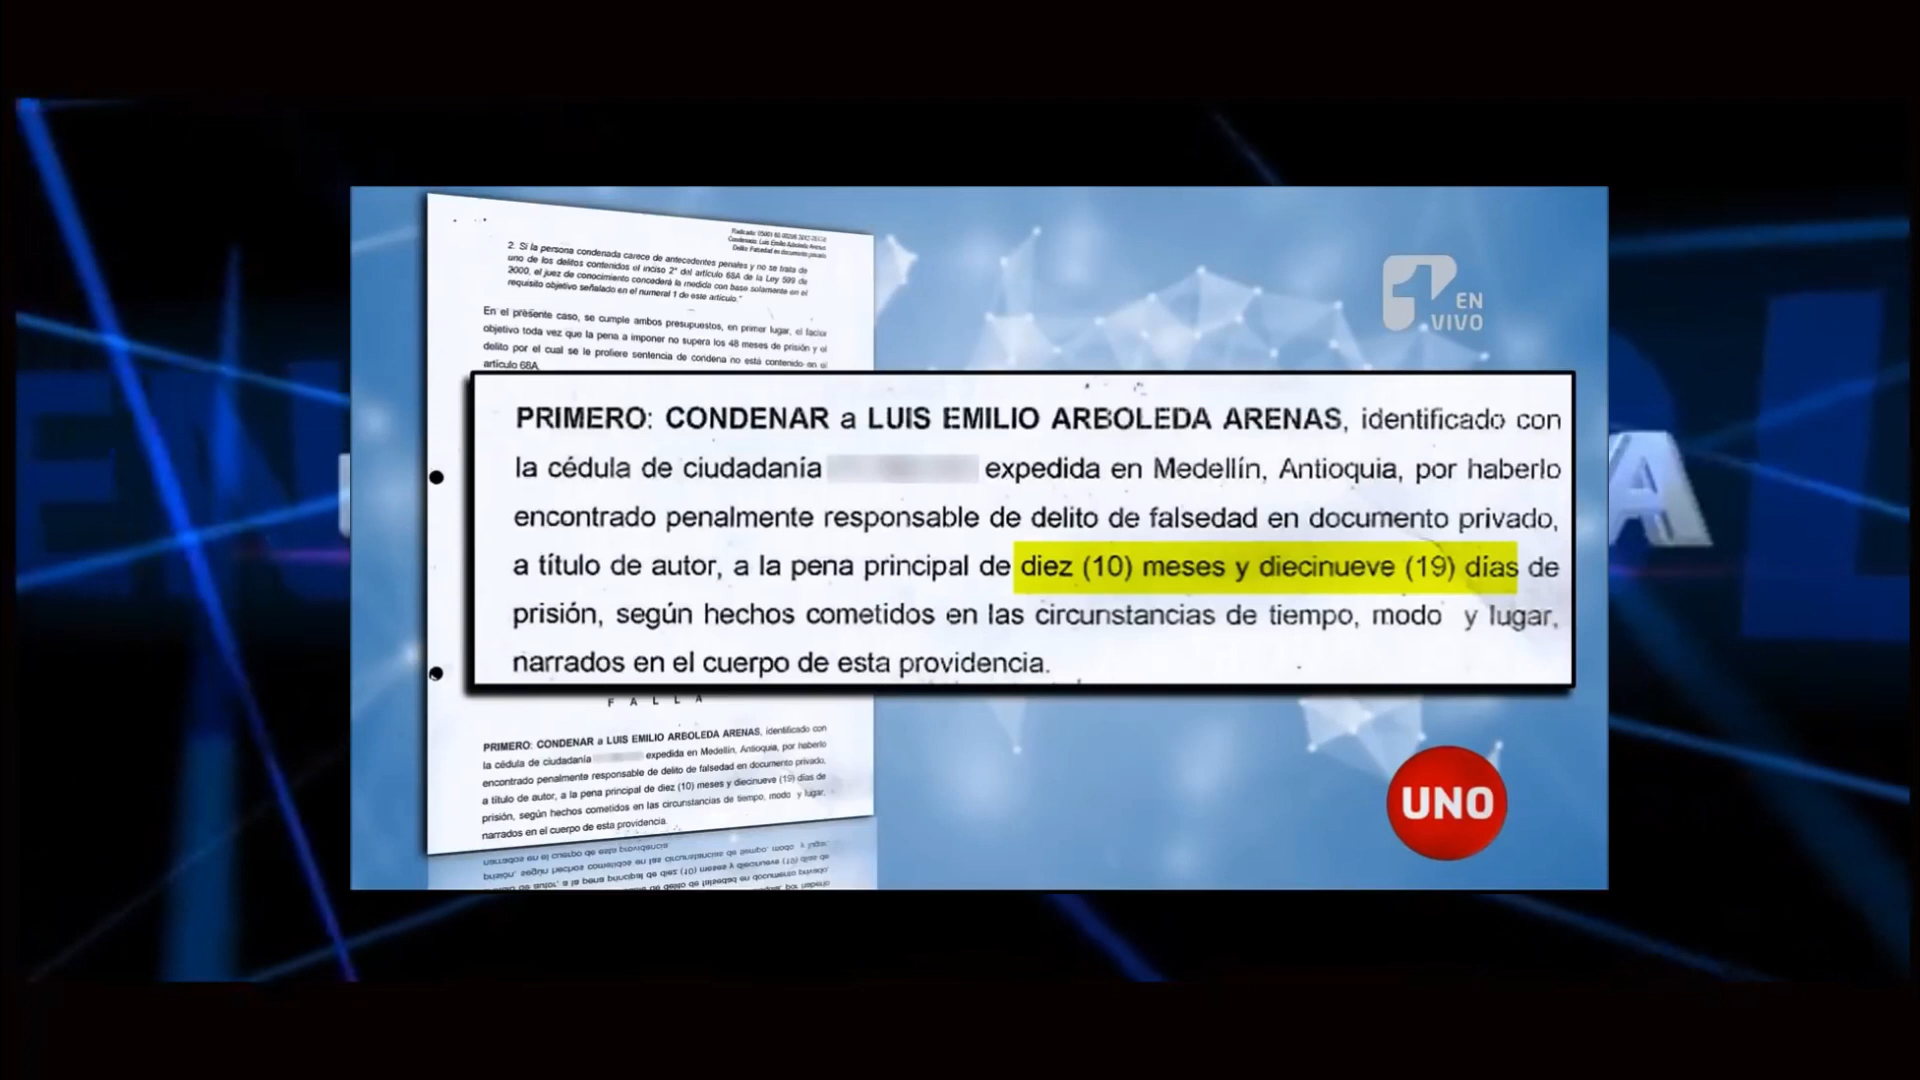 2. Si la persona condenada carece de antecedentes penales y no se trata de
uno de los delitos contenidos el inciso 2° del artículo 68A de la Ley 599 de
2000, el juez de conocimiento concederá la medida con base solamente en el
requisito objetivo señalado en el numeral 1 de este artículo."
En el presente caso, se cumple ambos presupuestos, en primer lugar, el factor
objetivo toda vez que la pena a imponer no supera los 48 meses de prisión y el
delito por el cual se le profiere sentencia de condena no está contenido en el
artículo 68A.
EN
VIVO
PRIMERO: CONDENAR a LUIS EMILIO ARBOLEDA ARENAS, identificado con
la cédula de ciudadanía expedida en Medellín, Antioquia, por haberlo
encontrado penalmente responsable de delito de falsedad en documento privado,
a título de autor, a la pena principal de diez (10) meses y diecinueve (19) días de
prisión, según hechos cometidos en las circunstancias de tiempo, modo y lugar,
narrados en el cuerpo de esta providencia.
F A L L A
PRIMERO: CONDENAR a LUIS EMILIO ARBOLEDA ARENAS, identificado con
la cédula de ciudadanía expedida en Medellín, Antioquia, por haberlo
encontrado penalmente responsable de delito de falsedad en documento privado,
a título de autor, a la pena principal de diez (10) meses y diecinueve (19) días de
prisión, según hechos cometidos en las circunstancias de tiempo, modo y lugar,
narrados en el cuerpo de esta providencia.
UNO